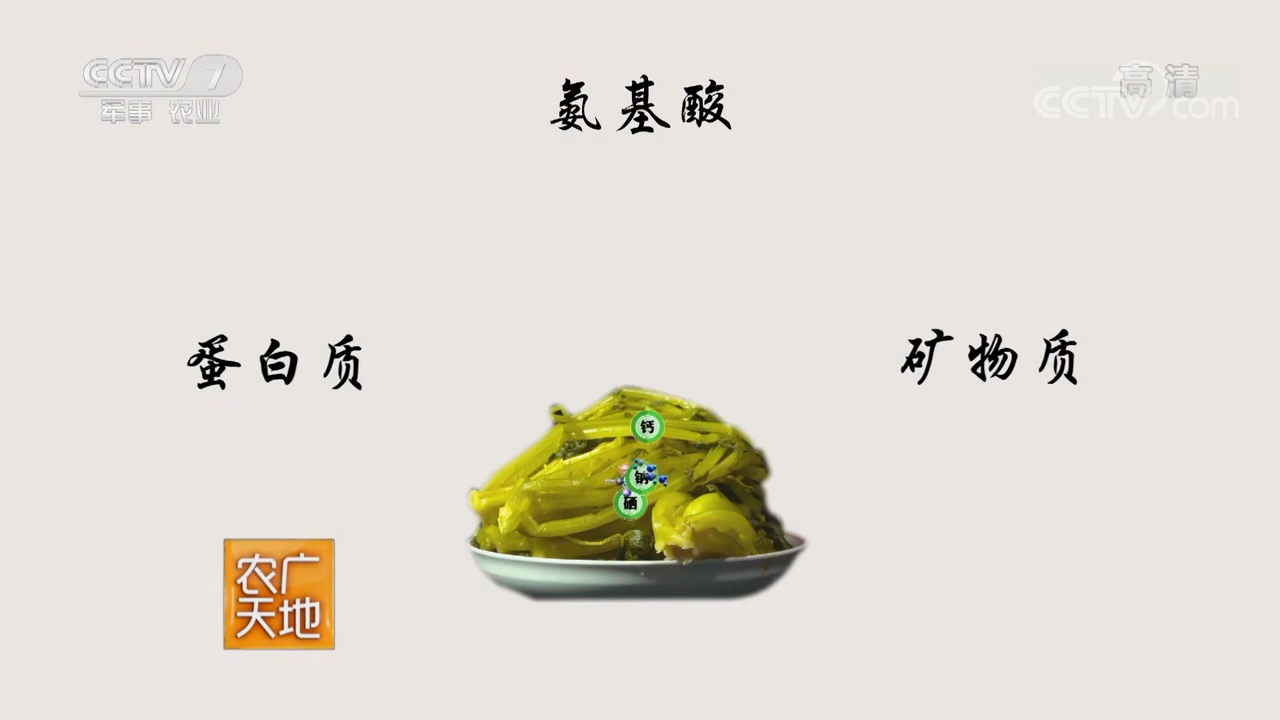 CCTV 7
军事 农业
高清
CCTV.com
氨基酸
蛋白质
矿物质
钙
钠
硒
农广
天地